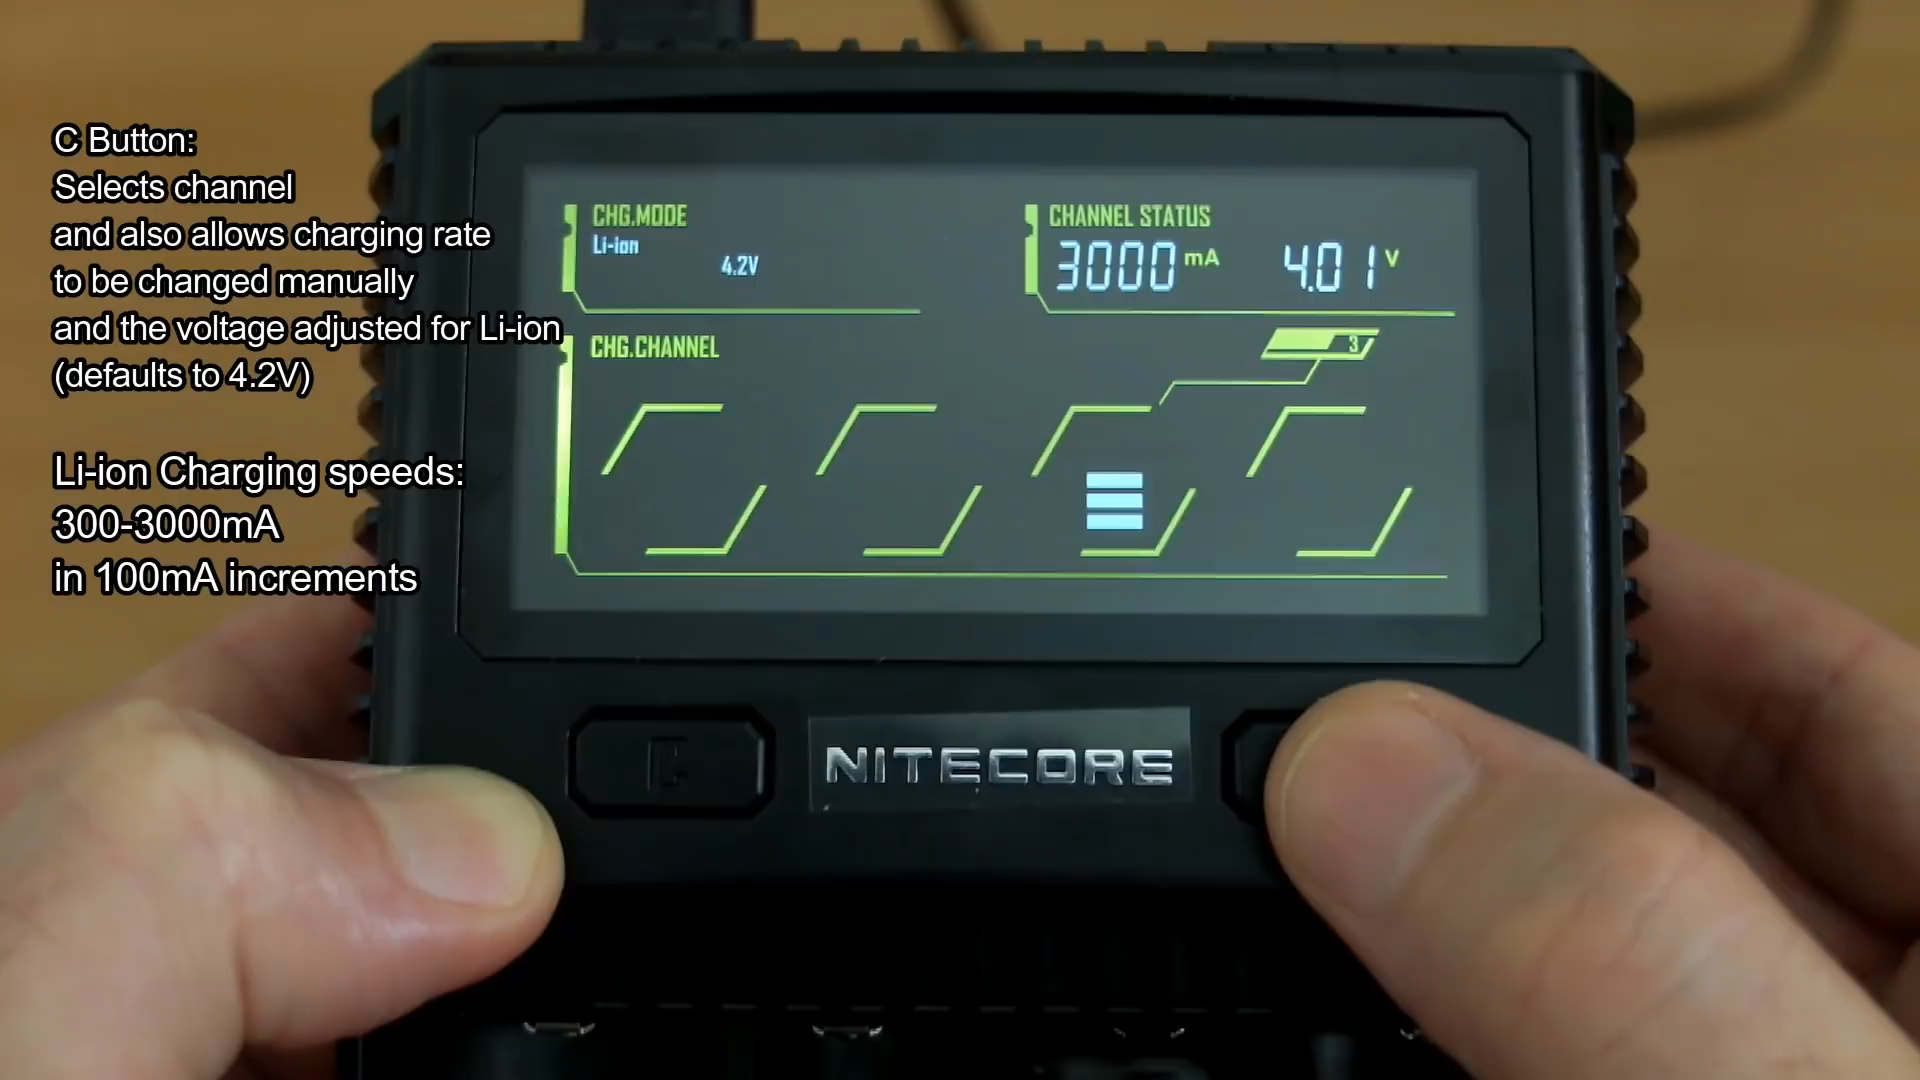 C Button:
Selects channel
and also allows charging rate
to be changed manually
and the voltage adjusted for Li-ion
(defaults to 4.2V)
Li-ion Charging speeds:
300-3000mA
in 100mA increments
CHG.MODE
Li-ion
4.2V
CHANNEL STATUS
3000 mA 4.01 V
CHG.CHANNEL
3
C
NITECORE